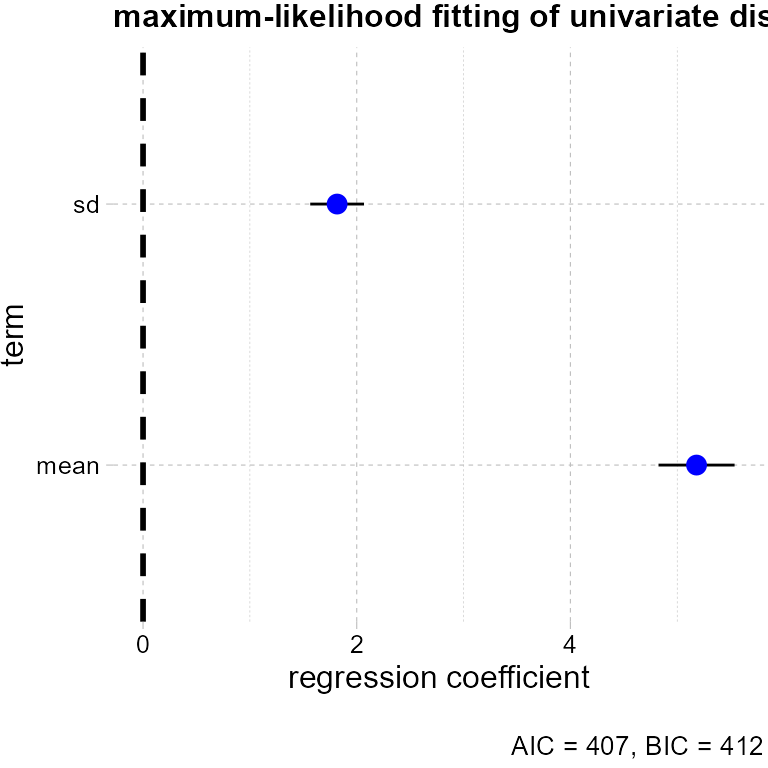 maximum-likelihood fitting of univariate dis
sd
term
mean
0 2 4
regression coefficient
AIC = 407, BIC = 412